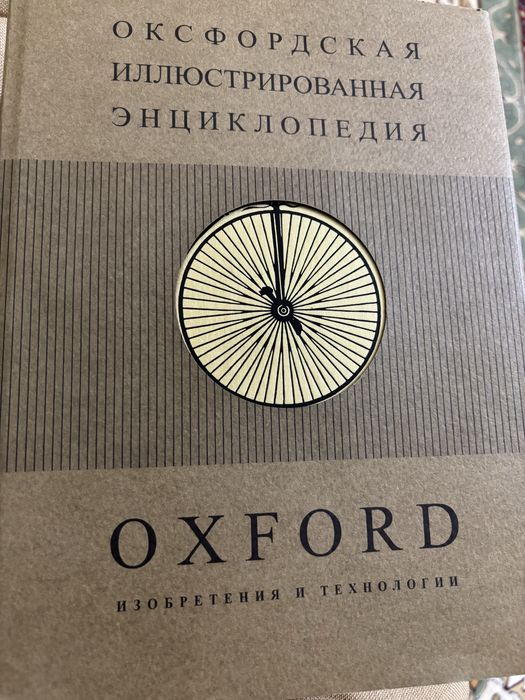 ОКСФОРДСКАЯ
ИЛЛЮСТРИРОВАННАЯ
ЭНЦИКЛОПЕДИЯ
OXFORD
ИЗОБРЕТЕНИЯ И ТЕХНОЛОГИИ